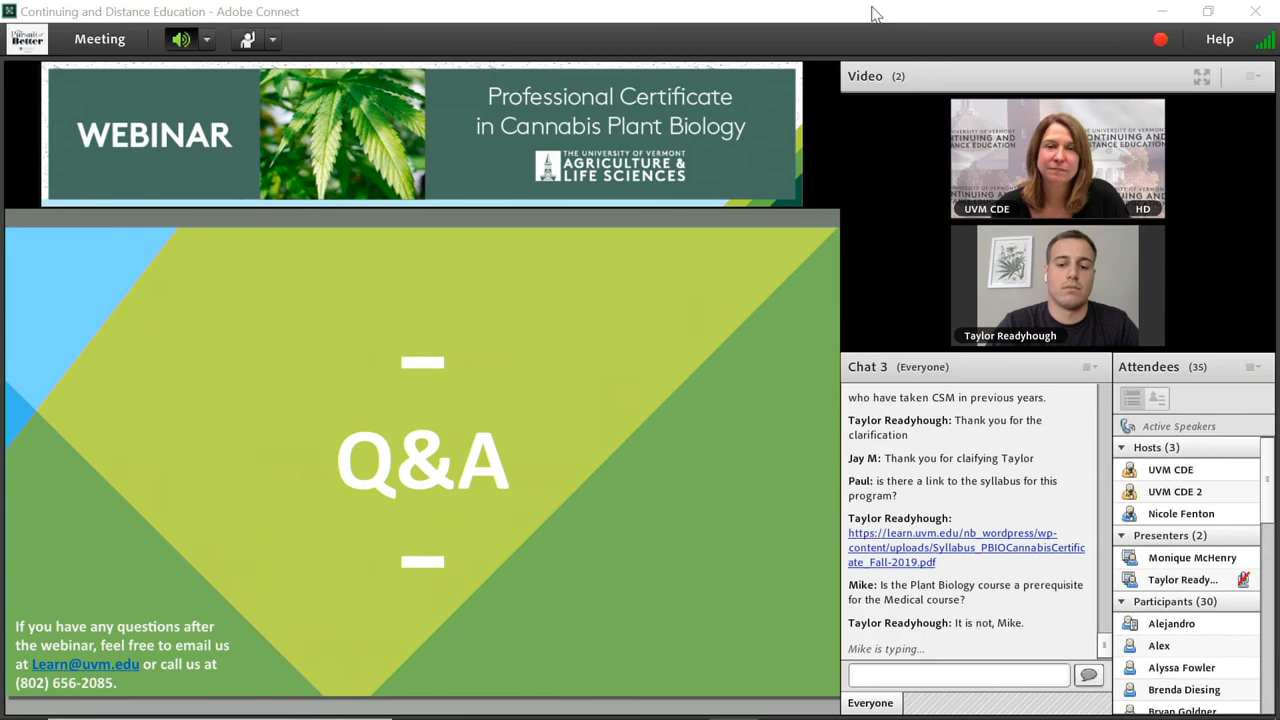 Continuing and Distance Education - Adobe Connect
Pursuit of
Better
Meeting
Help
WEBINAR
Professional Certificate
in Cannabis Plant Biology
THE UNIVERSITY OF VERMONT
AGRICULTURE &
LIFE SCIENCES
Q&A
If you have any questions after
the webinar, feel free to email us
at Learn@uvm.edu or call us at
(802) 656-2085.
Video (2)
UVM CDE
HD
Taylor Readyhough
Chat 3 (Everyone)
who have taken CSM in previous years.
Taylor Readyhough: Thank you for the
clarification
Jay M: Thank you for claifying Taylor
Paul: is there a link to the syllabus for this
program?
Taylor Readyhough:
https://learn.uvm.edu/nb_wordpress/wp-
content/uploads/Syllabus_PBIOCannabisCertific
ate_Fall-2019.pdf
Mike: Is the Plant Biology course a prerequisite
for the Medical course?
Taylor Readyhough: It is not, Mike.
Mike is typing...
Everyone
Attendees (35)
Active Speakers
Hosts (3)
UVM CDE
UVM CDE 2
Nicole Fenton
Presenters (2)
Monique McHenry
Taylor Ready...
Participants (30)
Alejandro
Alex
Alyssa Fowler
Brenda Diesing
Bryan Goldner